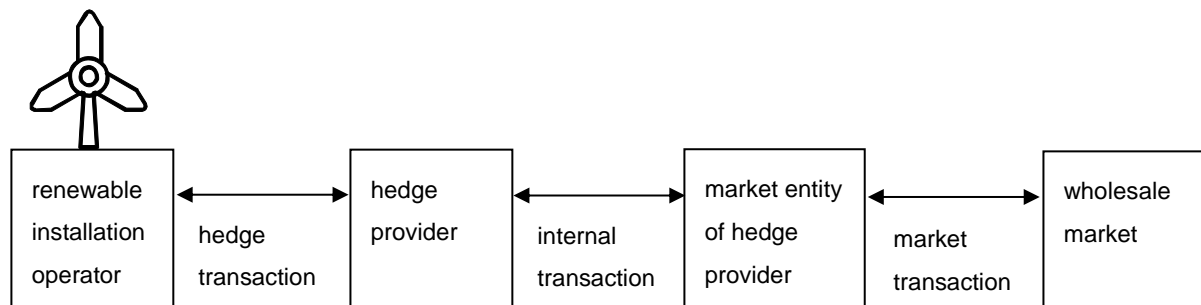 renewable
installation
operator
hedge
transaction
hedge
provider
internal
transaction
market entity
of hedge
provider
market
transaction
wholesale
market